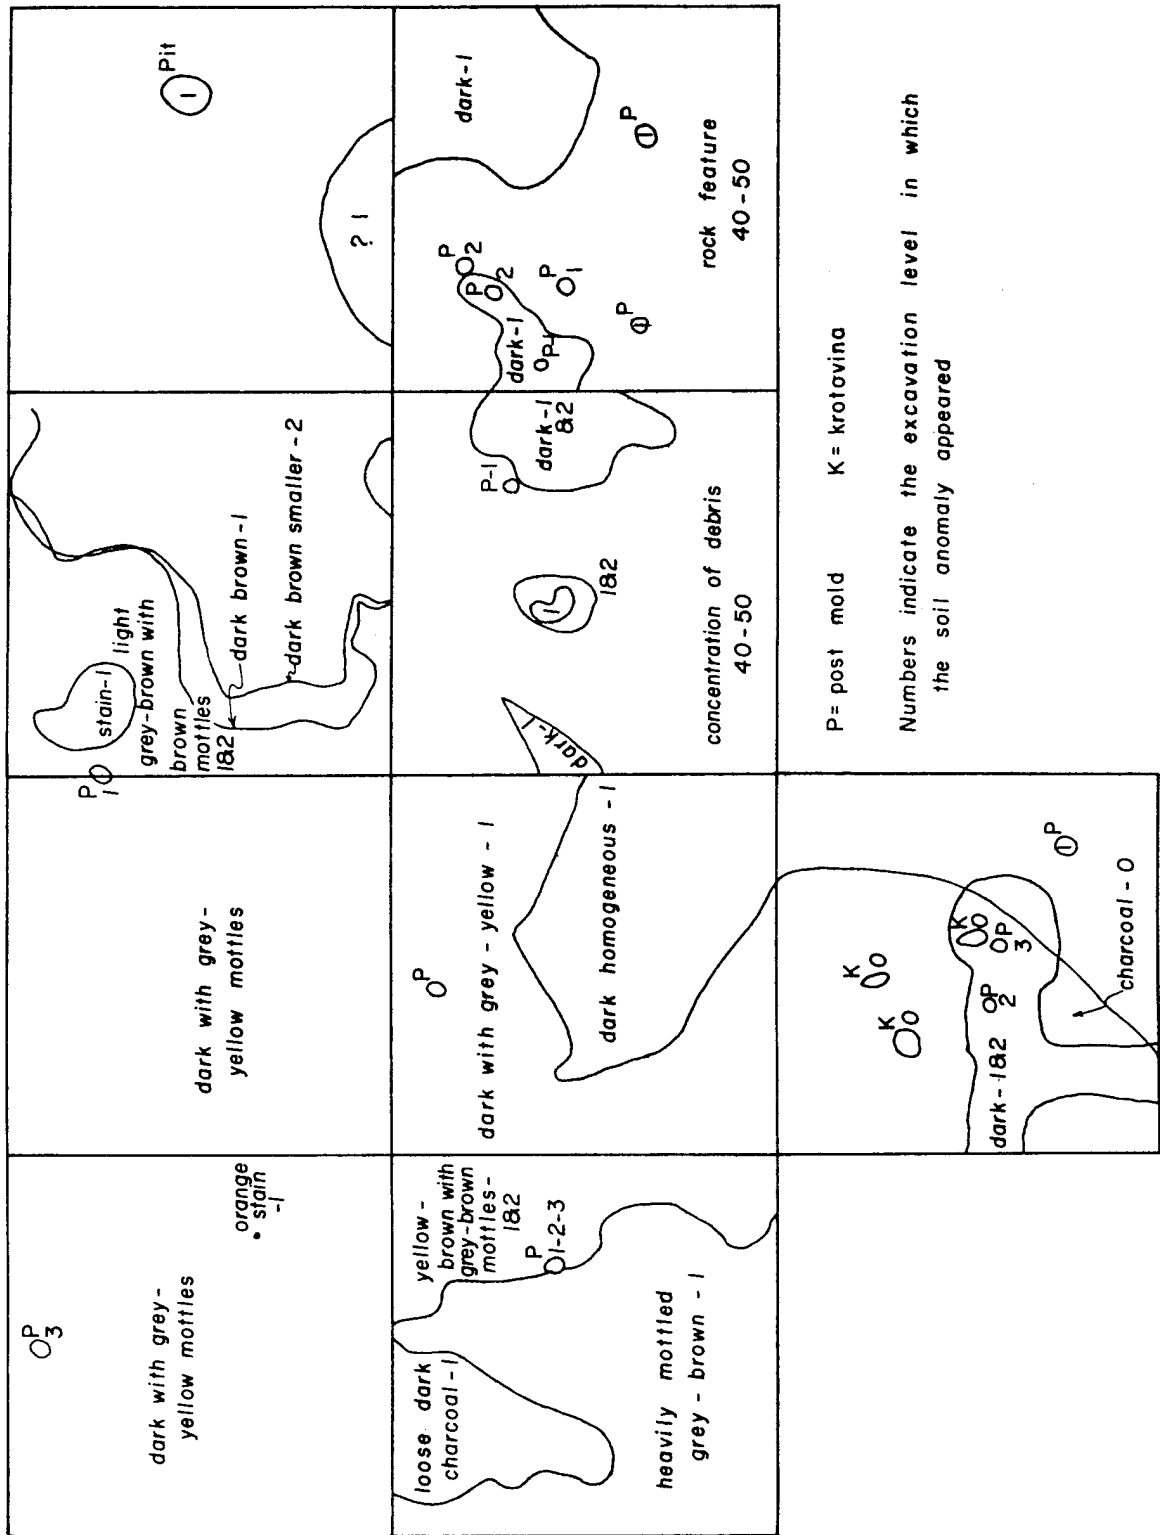 P
3
dark with grey-
yellow mottles
orange
stain
-1
dark with grey-
yellow mottles
P
1
stain-1
light
grey-brown with
brown
mottles
1&2
dark brown-1
dark brown smaller-2
Pit
1
? 1
loose dark
charcoal-1
yellow-
brown with
grey-brown
mottles-
1&2
P
1-2-3
heavily mottled
grey-brown-1
P
dark with grey-yellow-1
dark homogeneous-1
dark-1
1
1&2
P-1
dark-1
&2
concentration of debris
40-50
dark-1
P-1
P
2
P
2
P
1
1
P
dark-1
1
P
rock feature
40-50
K
0
K
0
K
0
P
3
P
2
dark-1&2
1
P
charcoal-0
P= post mold
K= krotovina
Numbers indicate the excavation level in which
the soil anomaly appeared